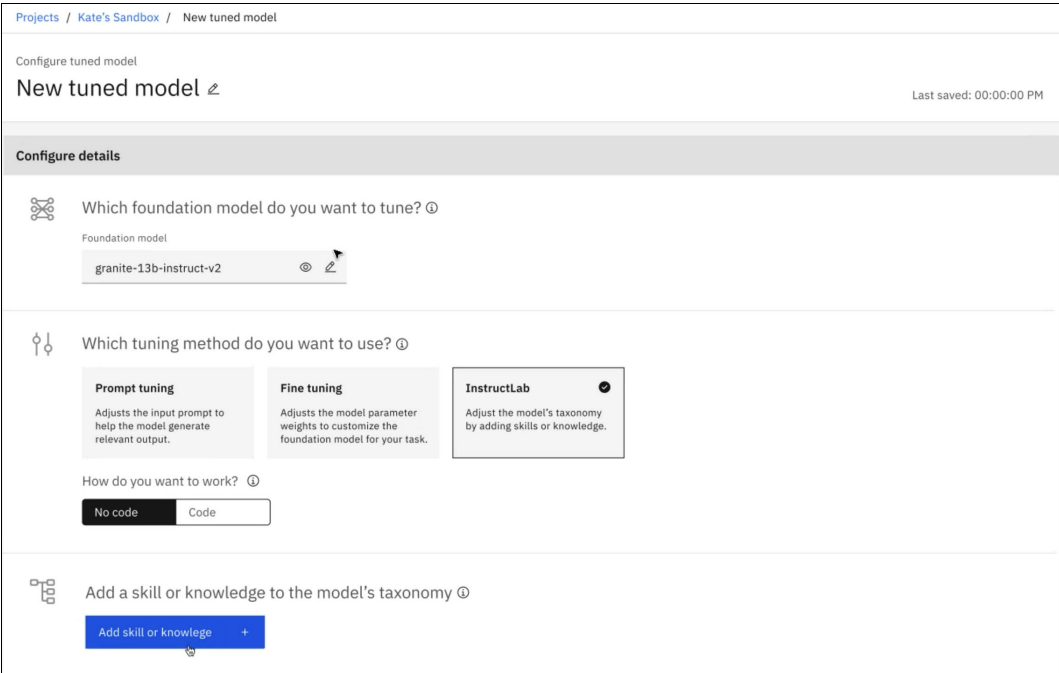 Projects / Kate's Sandbox / New tuned model
Configure tuned model
New tuned model
Last saved: 00:00:00 PM
Configure details
Which foundation model do you want to tune?
Foundation model
granite-13b-instruct-v2
Which tuning method do you want to use?
Prompt tuning
Adjusts the input prompt to
help the model generate
relevant output.
Fine tuning
Adjusts the model parameter
weights to customize the
foundation model for your task.
InstructLab
Adjust the model's taxonomy
by adding skills or knowledge.
How do you want to work?
No code
Code
Add a skill or knowledge to the model's taxonomy
Add skill or knowlege +